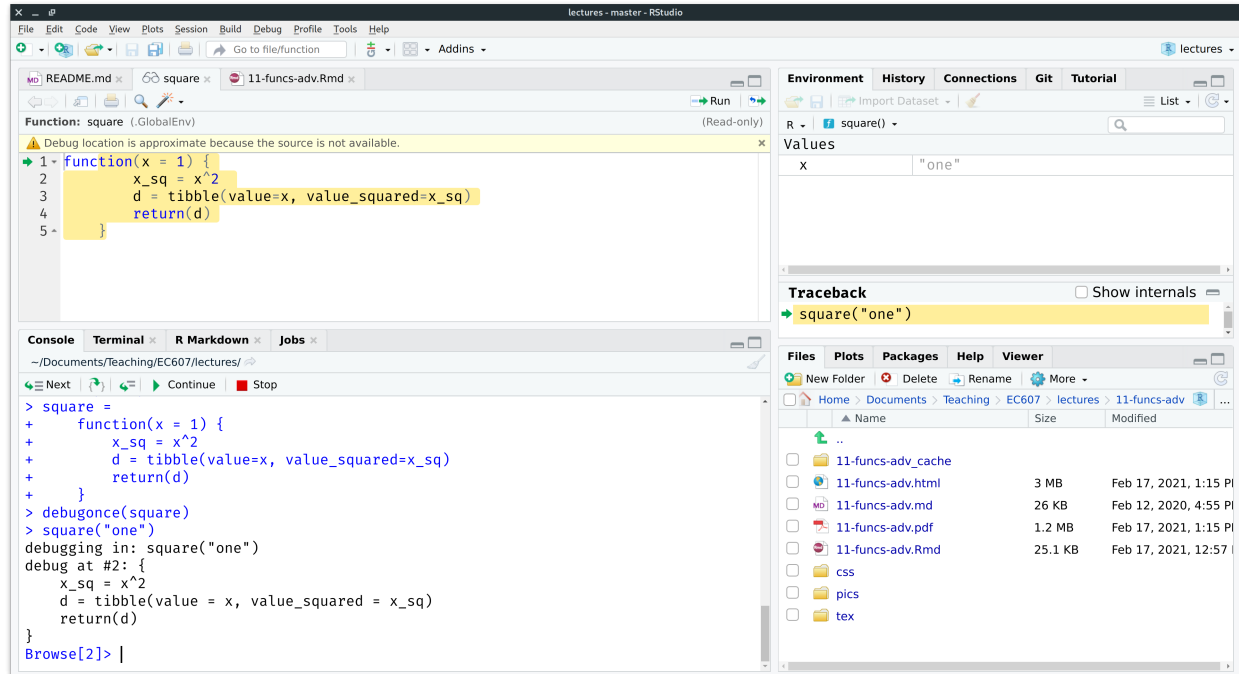 lectures - master - RStudio
File Edit Code View Plots Session Build Debug Profile Tools Help
Go to file/function Addins lectures
README.md square 11-funcs-adv.Rmd
Run
Function: square (.GlobalEnv) (Read-only)
Debug location is approximate because the source is not available.
1 function(x = 1) {
2 x_sq = x^2
3 d = tibble(value=x, value_squared=x_sq)
4 return(d)
5 }
Console Terminal R Markdown Jobs
~/Documents/Teaching/EC607/lectures/
Next Continue Stop
> square =
+ function(x = 1) {
+ x_sq = x^2
+ d = tibble(value=x, value_squared=x_sq)
+ return(d)
+ }
> debugonce(square)
> square("one")
debugging in: square("one")
debug at #2: {
x_sq = x^2
d = tibble(value = x, value_squared = x_sq)
return(d)
}
Browse[2]>
Environment History Connections Git Tutorial
Import Dataset List
R square()
Values
x "one"
Traceback Show internals
square("one")
Files Plots Packages Help Viewer
New Folder Delete Rename More
Home > Documents > Teaching > EC607 > lectures > 11-funcs-adv ...
Name Size Modified
..
11-funcs-adv_cache
11-funcs-adv.html 3 MB Feb 17, 2021, 1:15 P
MD 11-funcs-adv.md 26 KB Feb 12, 2020, 4:55 P
11-funcs-adv.pdf 1.2 MB Feb 17, 2021, 1:15 P
11-funcs-adv.Rmd 25.1 KB Feb 17, 2021, 12:57
css
pics
tex